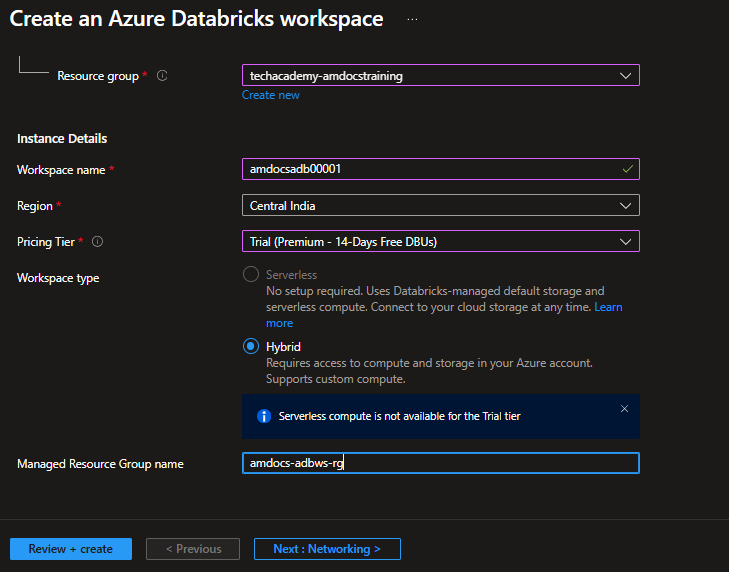 Create an Azure Databricks workspace ...
Resource group *
techacademy-amdocstraining
Create new
Instance Details
Workspace name *
amdocsadb00001
Region *
Central India
Pricing Tier *
Trial (Premium - 14-Days Free DBUs)
Workspace type
Serverless
No setup required. Uses Databricks-managed default storage and
serverless compute. Connect to your cloud storage at any time. Learn
more
Hybrid
Requires access to compute and storage in your Azure account.
Supports custom compute.
Serverless compute is not available for the Trial tier
Managed Resource Group name
amdocs-adbws-rg
Review + create
< Previous
Next : Networking >